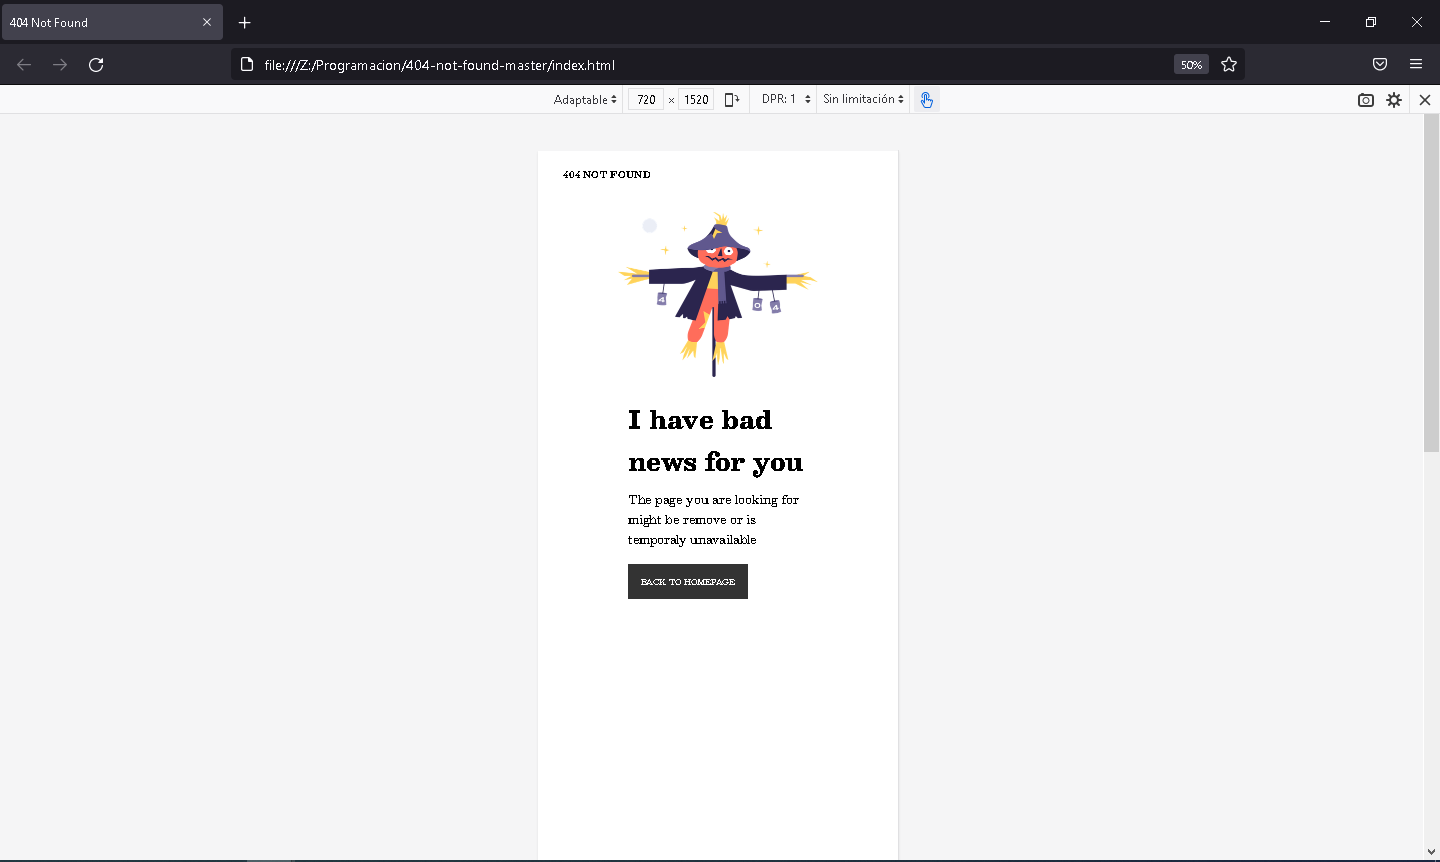 404 Not Found
file:///Z:/Programacion/404-not-found-master/index.html
50%
Adaptable
720 × 1520
DPR: 1
Sin limitación
404 NOT FOUND
4
0
4
I have bad
news for you
The page you are looking for
might be remove or is
temporaly unavailable
BACK TO HOMEPAGE